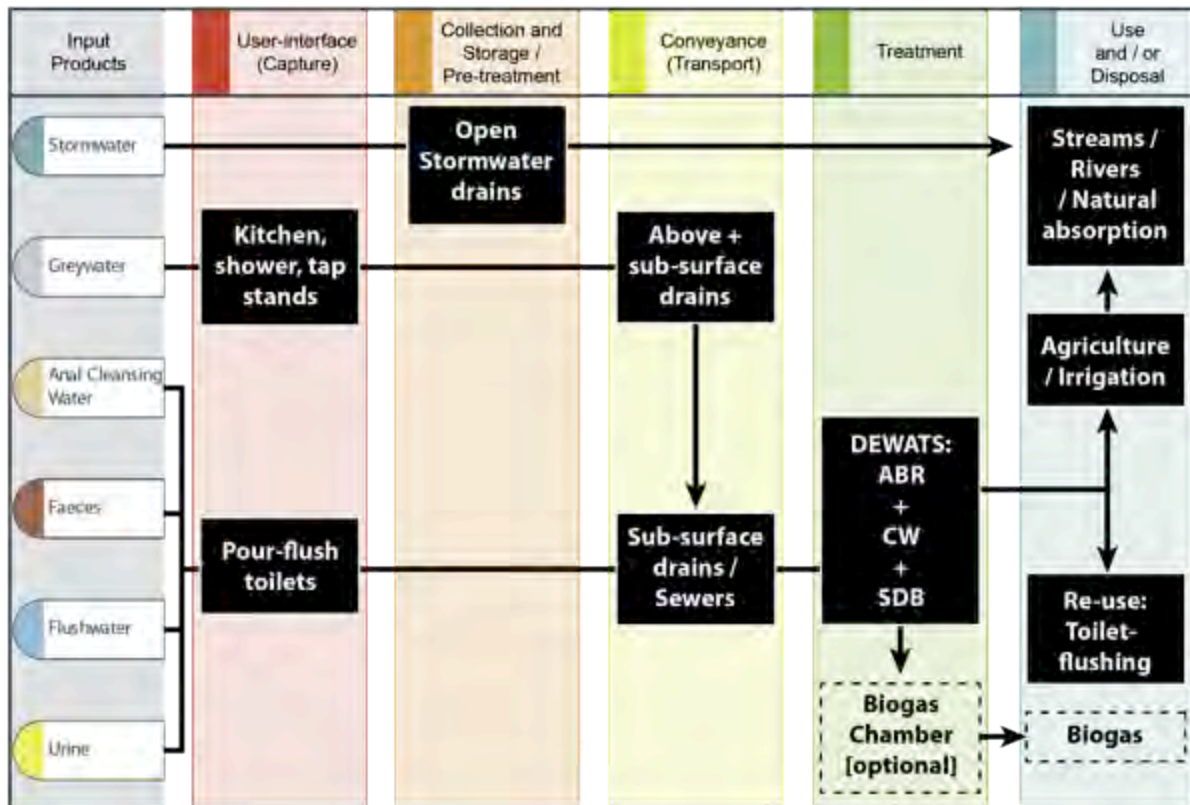 Input
Products
User-interface
(Capture)
Collection and
Storage /
Pre-treatment
Conveyance
(Transport)
Treatment
Use
and / or
Disposal
Stormwater
Open
Stormwater
drains
Streams /
Rivers
/ Natural
absorption
Greywater
Kitchen,
shower, tap
stands
Above +
sub-surface
drains
Anal Cleansing
Water
Agriculture
/ Irrigation
Faeces
Pour-flush
toilets
Sub-surface
drains /
Sewers
DEWATS:
ABR
+
CW
+
SDB
Re-use:
Toilet-
flushing
Flushwater
Urine
Biogas
Chamber
[optional]
Biogas